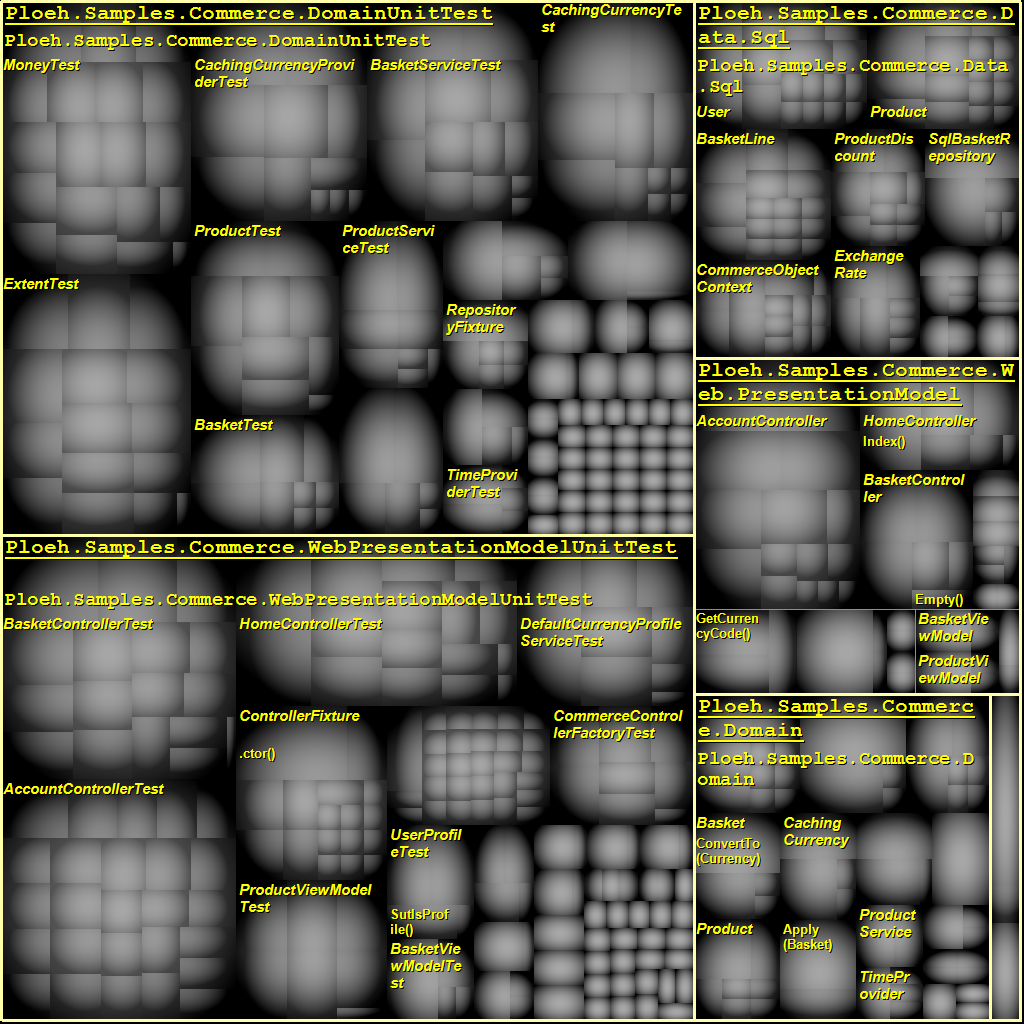 Ploeh.Samples.Commerce.DomainUnitTest
Ploeh.Samples.Commerce.DomainUnitTest
MoneyTest
CachingCurrencyProvi
derTest
BasketServiceTest
CachingCurrencyTe
st
ExtentTest
ProductTest
ProductServi
ceTest
Repositor
yFixture
BasketTest
TimeProvi
derTest
Ploeh.Samples.Commerce.D
ata.Sql
Ploeh.Samples.Commerce.Data
.Sql
User
Product
BasketLine
ProductDis
count
SqlBasketR
epository
CommerceObject
Context
Exchange
Rate
Ploeh.Samples.Commerce.W
eb.PresentationModel
AccountController
HomeController
Index()
BasketControl
ler
Empty()
GetCurren
cyCode()
BasketVie
wModel
ProductVi
ewModel
Ploeh.Samples.Commerce.WebPresentationModelUnitTest
Ploeh.Samples.Commerce.WebPresentationModelUnitTest
BasketControllerTest
HomeControllerTest
DefaultCurrencyProfile
ServiceTest
ControllerFixture
.ctor()
CommerceControl
lerFactoryTest
AccountControllerTest
UserProfil
eTest
ProductViewModel
Test
SutIsProf
ile()
BasketVie
wModelTe
st
Ploeh.Samples.Commerc
e.Domain
Ploeh.Samples.Commerce.D
omain
Basket
ConvertTo
(Currency)
Caching
Currency
Product
Apply
(Basket)
Product
Service
TimePr
ovider